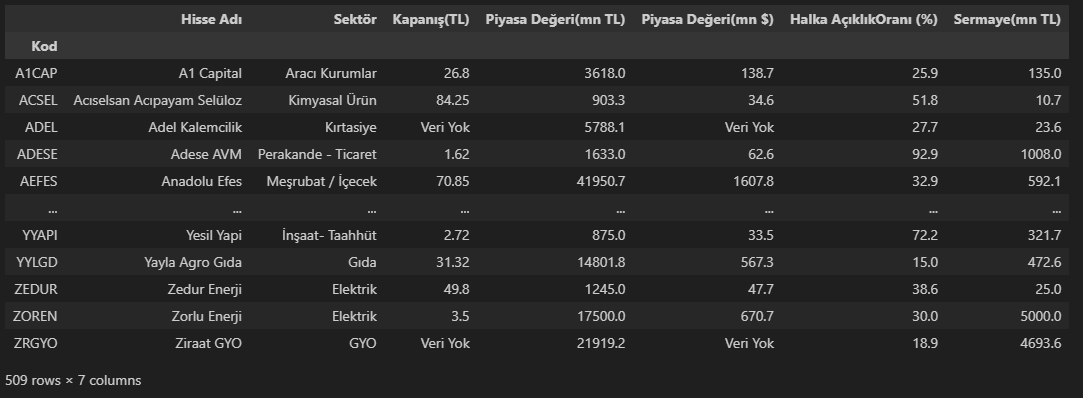 Hisse Adı Sektör Kapanış(TL) Piyasa Değeri(mn TL) Piyasa Değeri(mn $) Halka AçıklıkOranı (%) Sermaye(mn TL)
Kod
A1CAP A1 Capital Aracı Kurumlar 26.8 3618.0 138.7 25.9 135.0
ACSEL Acıselsan Acıpayam Selüloz Kimyasal Ürün 84.25 903.3 34.6 51.8 10.7
ADEL Adel Kalemcilik Kırtasiye Veri Yok 5788.1 Veri Yok 27.7 23.6
ADESE Adese AVM Perakande - Ticaret 1.62 1633.0 62.6 92.9 1008.0
AEFES Anadolu Efes Meşrubat / İçecek 70.85 41950.7 1607.8 32.9 592.1
... ... ... ... ... ... ... ...
YYAPI Yesil Yapi İnşaat- Taahhüt 2.72 875.0 33.5 72.2 321.7
YYLGD Yayla Agro Gıda Gıda 31.32 14801.8 567.3 15.0 472.6
ZEDUR Zedur Enerji Elektrik 49.8 1245.0 47.7 38.6 25.0
ZOREN Zorlu Enerji Elektrik 3.5 17500.0 670.7 30.0 5000.0
ZRGYO Ziraat GYO GYO Veri Yok 21919.2 Veri Yok 18.9 4693.6
509 rows × 7 columns